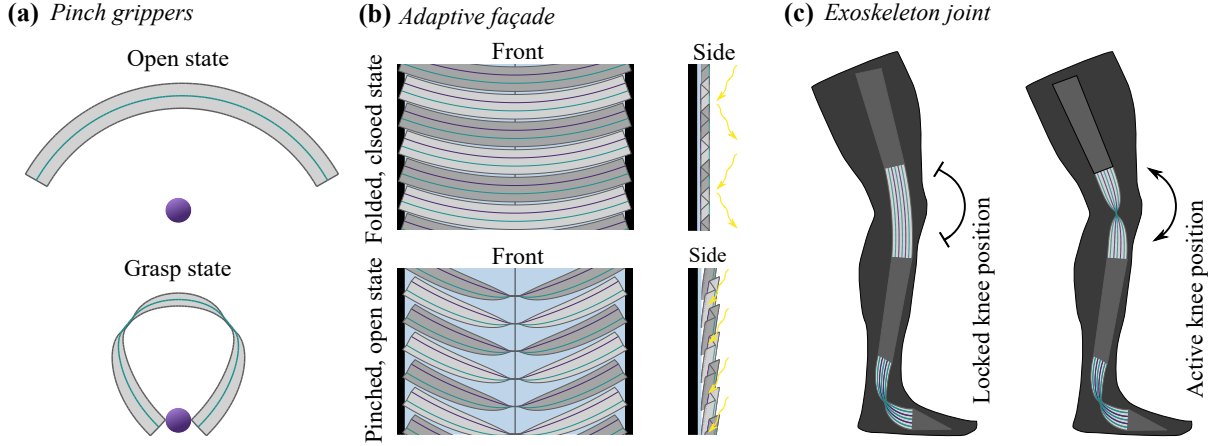 (a) Pinch grippers
Open state
Grasp state
(b) Adaptive façade
Folded, clsoed state
Front
Side
Pinched, open state
Front
Side
(c) Exoskeleton joint
Locked knee position
Active knee position